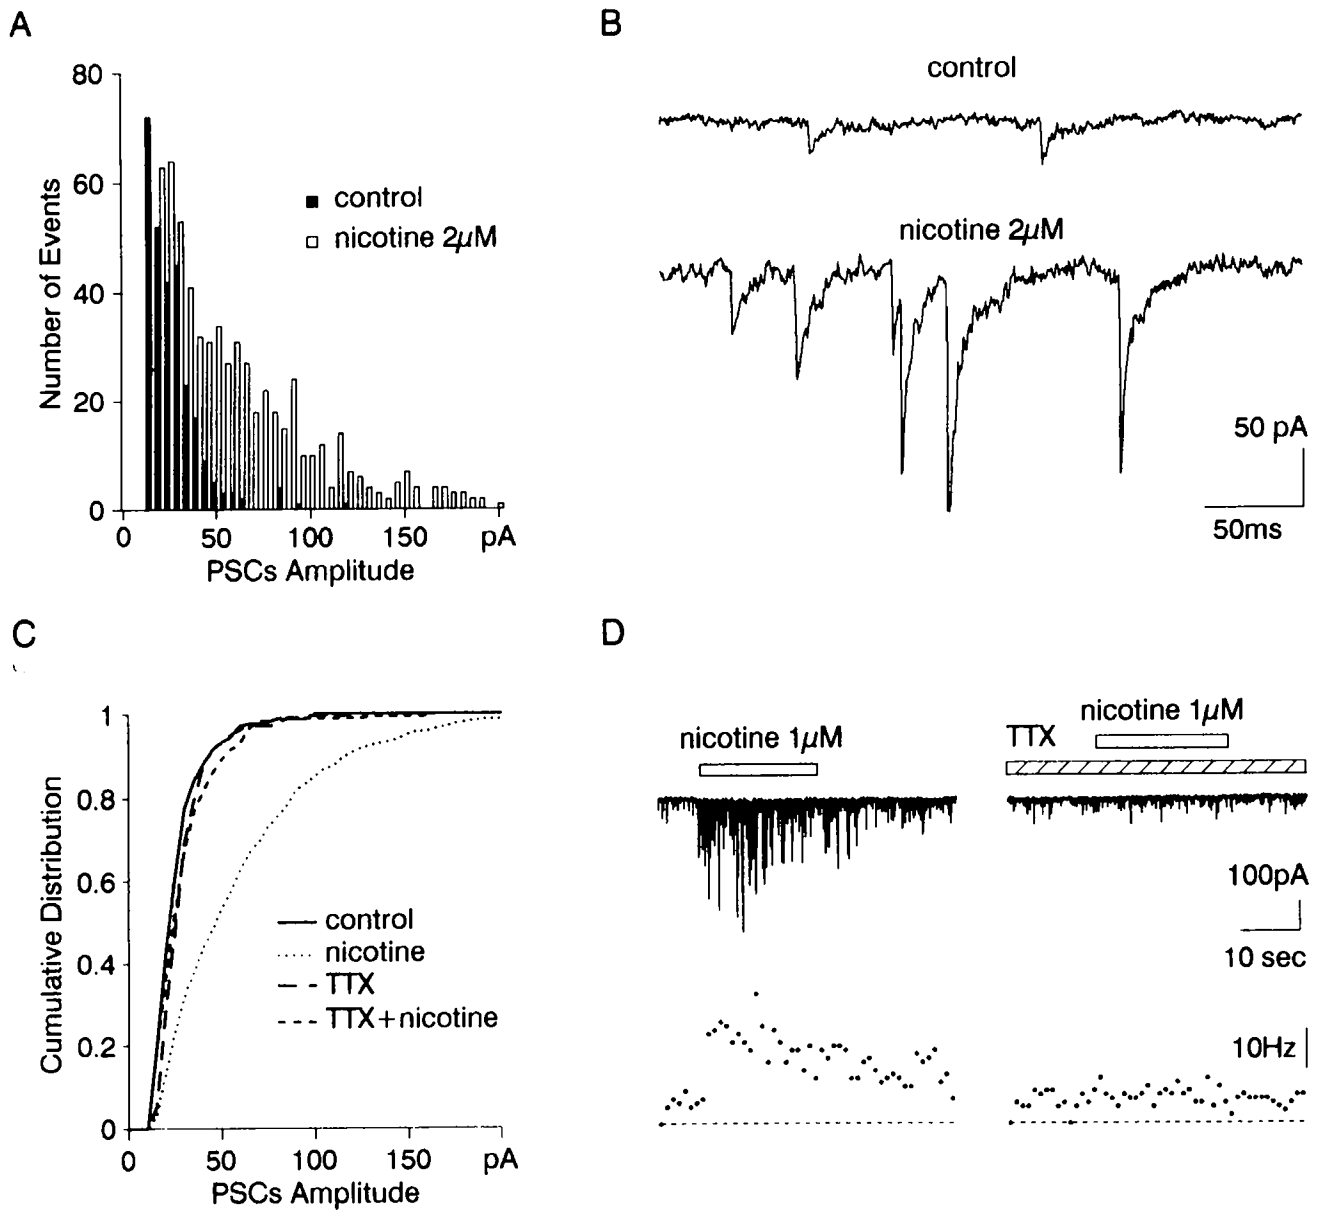 A
80
60
40
20
0
Number of Events
control
nicotine 2µM
0 50 100 150 pA
PSCs Amplitude
B
control
nicotine 2µM
50 pA
50ms
C
1
0.8
0.6
0.4
0.2
0
Cumulative Distribution
control
nicotine
TTX
TTX+nicotine
0 50 100 150 pA
PSCs Amplitude
D
nicotine 1µM
TTX nicotine 1µM
100pA
10 sec
10Hz